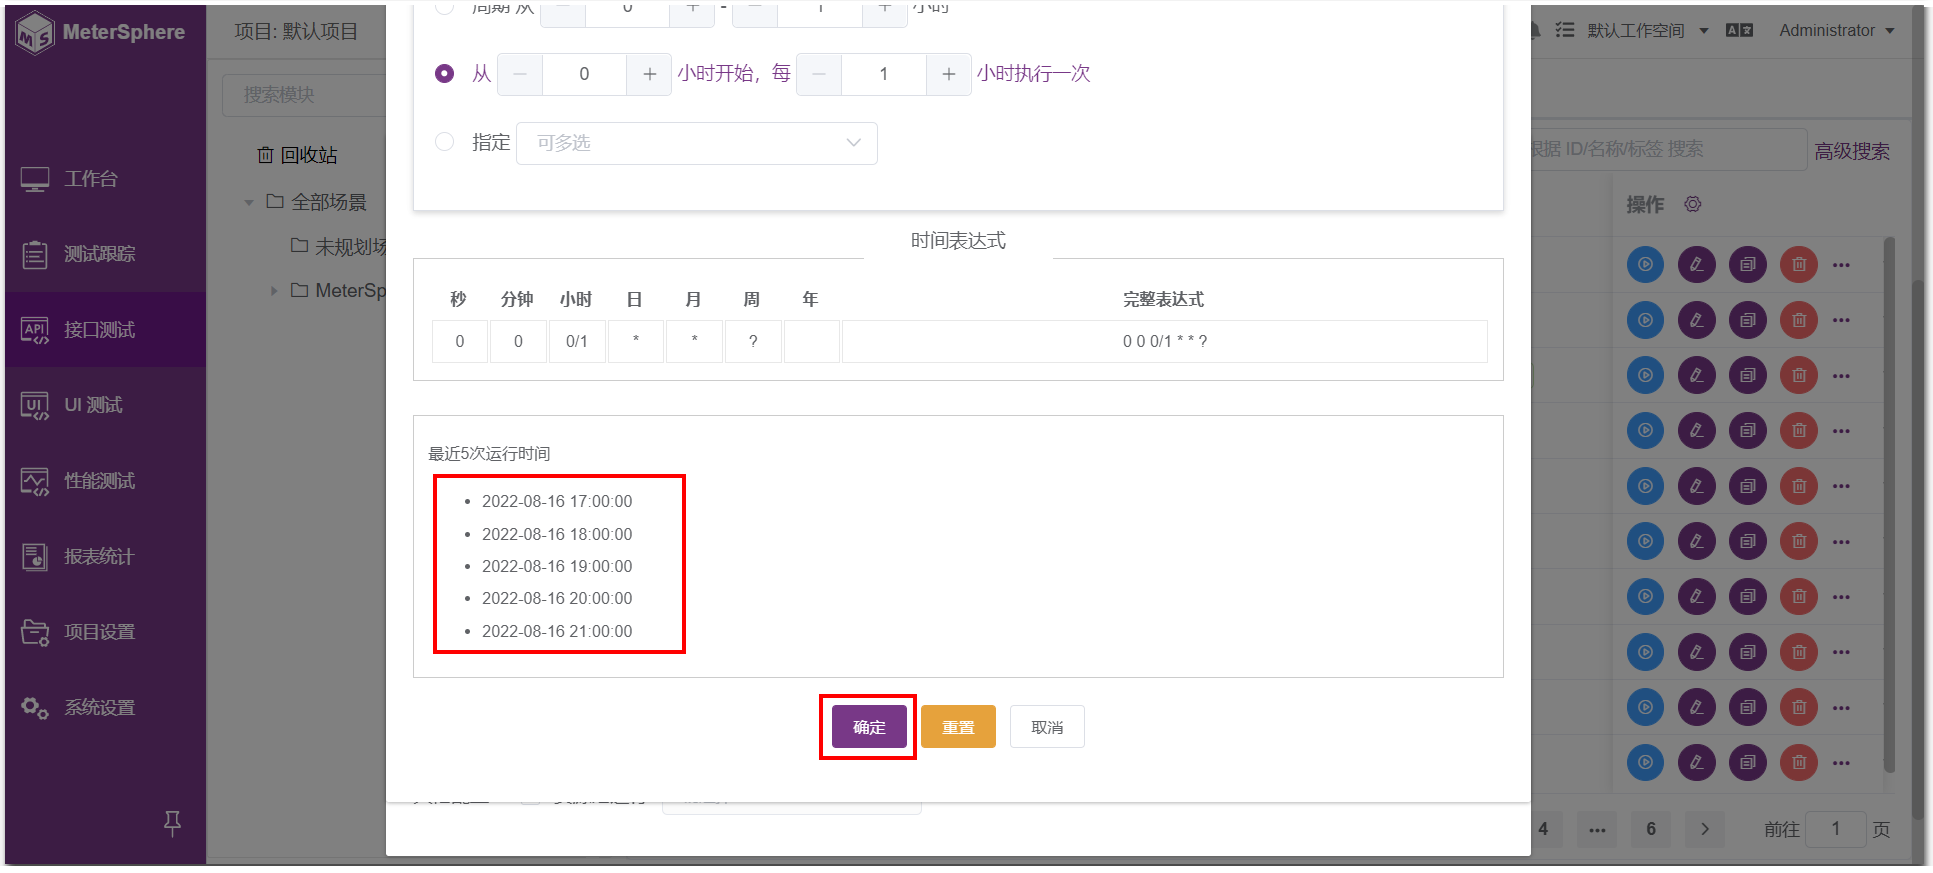 MeterSphere
项目: 默认项目
默认工作空间
Administrator
搜索模块
回收站
全部场景
未规划场
MeterSp
工作台
测试跟踪
接口测试
UI 测试
性能测试
报表统计
项目设置
系统设置
周期 从 0 - 1 小时
从 0 小时开始，每 1 小时执行一次
指定 可多选
根据 ID/名称/标签 搜索
高级搜索
操作
时间表达式
秒 分钟 小时 日 月 周 年 完整表达式
0 0 0/1 * * ? 0 0 0/1 * * ?
最近5次运行时间
2022-08-16 17:00:00
2022-08-16 18:00:00
2022-08-16 19:00:00
2022-08-16 20:00:00
2022-08-16 21:00:00
确定 重置 取消
4 ••• 6 前往 1 页